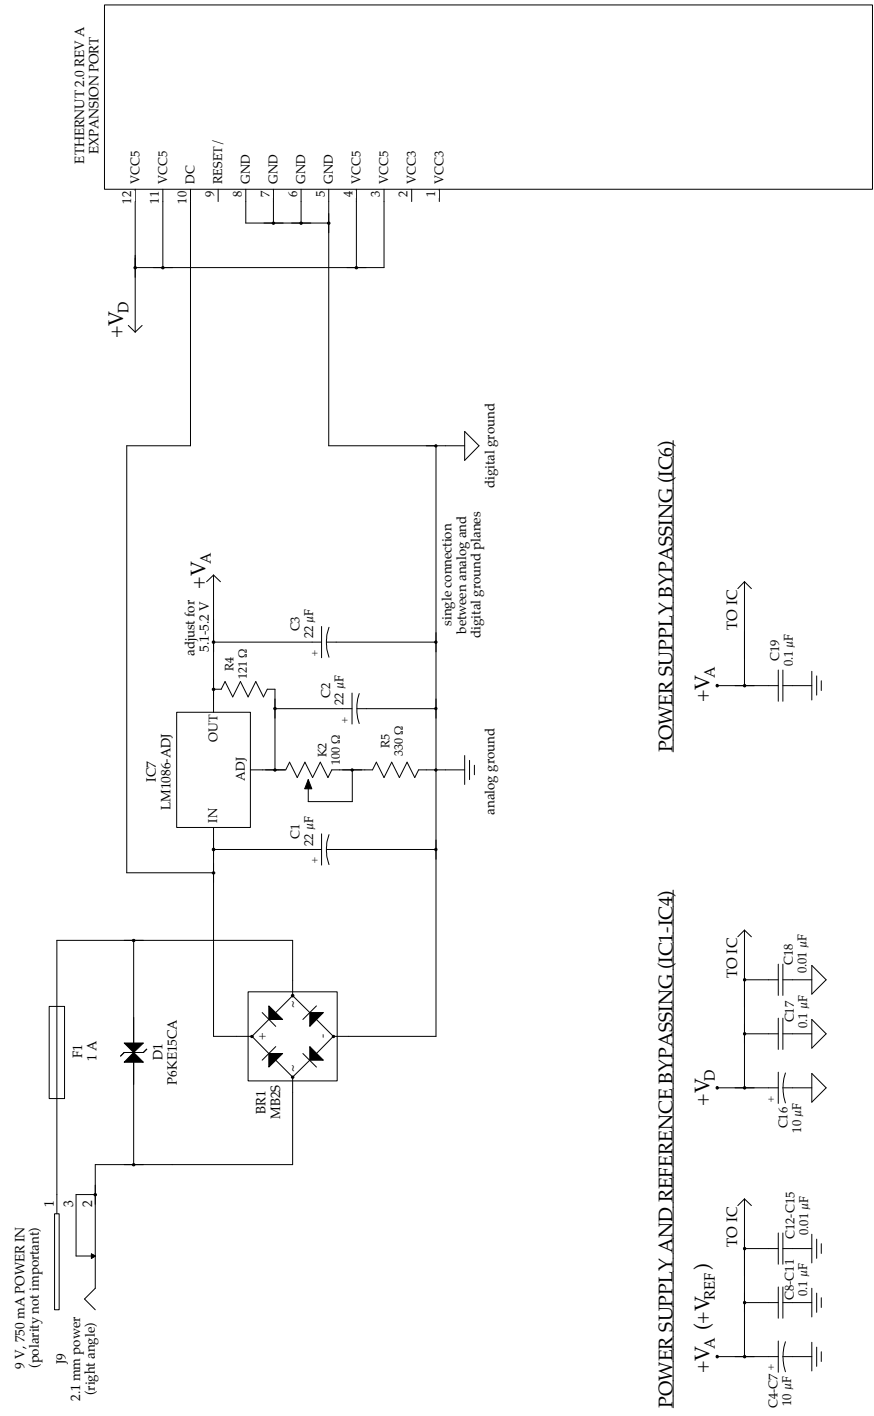 9 V, 750 mA POWER IN
(polarity not important)
J9
2.1 mm power
(right angle)
1
3
2
F1
1 A
D1
P6KE15CA
BR1
MB2S
+
~
~
-
IC7
LM1086-ADJ
IN
OUT
ADJ
C1
22 µF
+
K2
100 Ω
R5
330 Ω
R4
121 Ω
C2
22 µF
+
C3
22 µF
+
adjust for
5.1-5.2 V
+VA
analog ground
single connection
between analog and
digital ground planes
digital ground
+VD
ETHERNUT 2.0 REV A
EXPANSION PORT
12 VCC5
11 VCC5
10 DC
9 RESET/
8 GND
7 GND
6 GND
5 GND
4 VCC5
3 VCC5
2 VCC3
1 VCC3
POWER SUPPLY AND REFERENCE BYPASSING (IC1-IC4)
+VA (+VREF)
TO IC
C4-C7
10 µF
+
C8-C11
0.1 µF
C12-C15
0.01 µF
+VD
TO IC
C16
10 µF
+
C17
0.1 µF
C18
0.01 µF
POWER SUPPLY BYPASSING (IC6)
+VA
TO IC
C19
0.1 µF